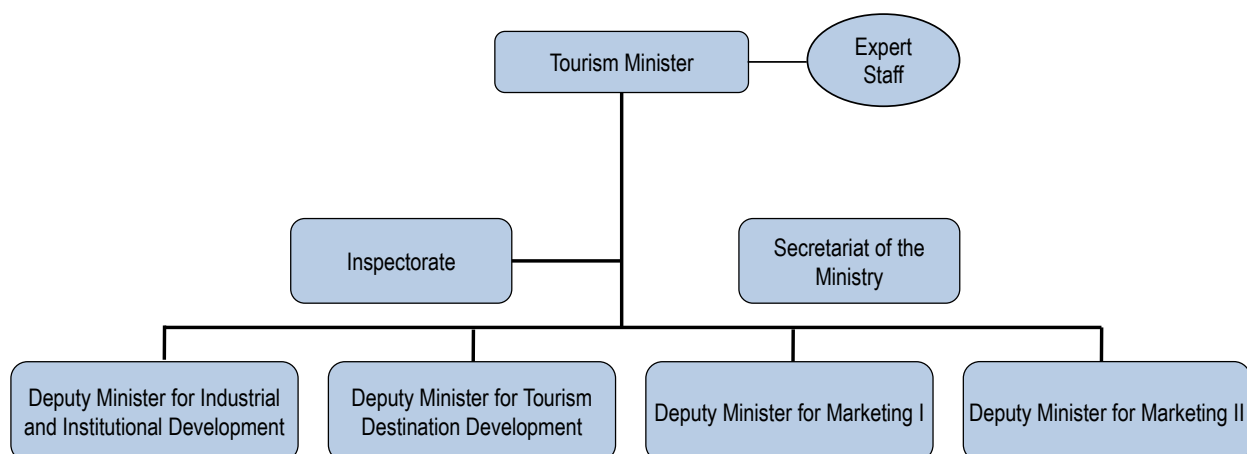 Tourism Minister
Expert
Staff
Inspectorate
Secretariat of the
Ministry
Deputy Minister for Industrial
and Institutional Development
Deputy Minister for Tourism
Destination Development
Deputy Minister for Marketing I
Deputy Minister for Marketing II